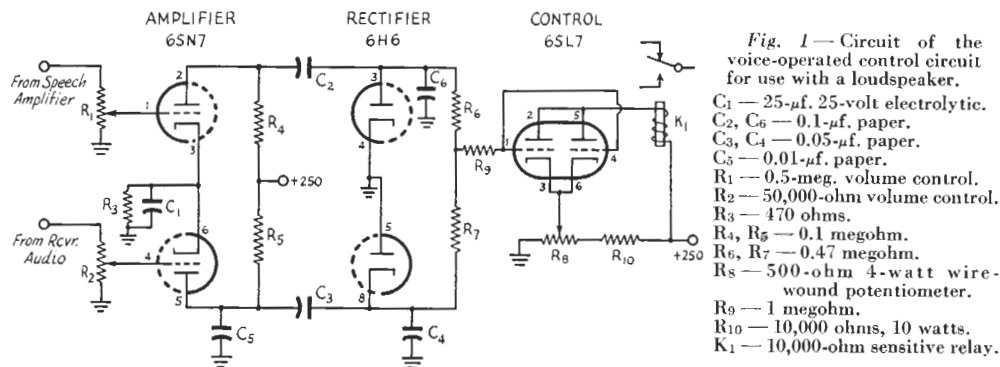 AMPLIFIER
6SN7
RECTIFIER
6H6
CONTROL
6SL7
From Speech
Amplifier
R1
1
2
3
R3
C1
From Rcvr.
Audio
R2
4
6
5
C5
R4
+250
R5
C2
C3
3
4
5
8
C6
C4
R6
R7
R9
1
2
5
4
3
6
K1
R8
R10
+250
Fig. 1 — Circuit of the
voice-operated control circuit
for use with a loudspeaker.
C1 — 25-μf. 25-volt electrolytic.
C2, C6 — 0.1-μf. paper.
C3, C4 — 0.05-μf. paper.
C5 — 0.01-μf. paper.
R1 — 0.5-meg. volume control.
R2 — 50,000-ohm volume control.
R3 — 470 ohms.
R4, R5 — 0.1 megohm.
R6, R7 — 0.47 megohm.
R8 — 500-ohm 4-watt wire-
wound potentiometer.
R9 — 1 megohm.
R10 — 10,000 ohms, 10 watts.
K1 — 10,000-ohm sensitive relay.